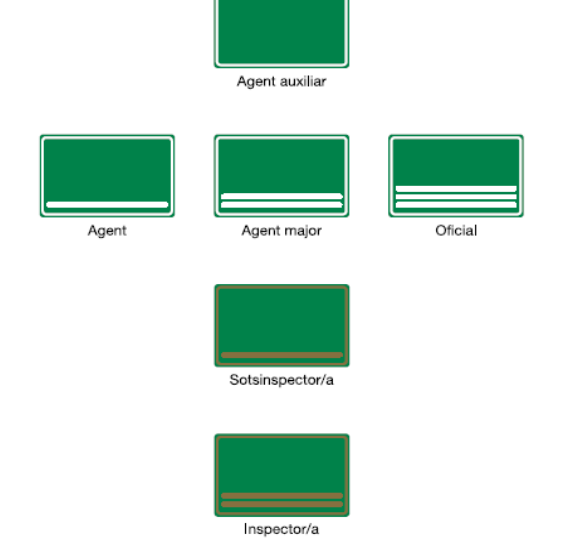 Agent auxiliar
Agent
Agent major
Oficial
Sotsinspector/a
Inspector/a